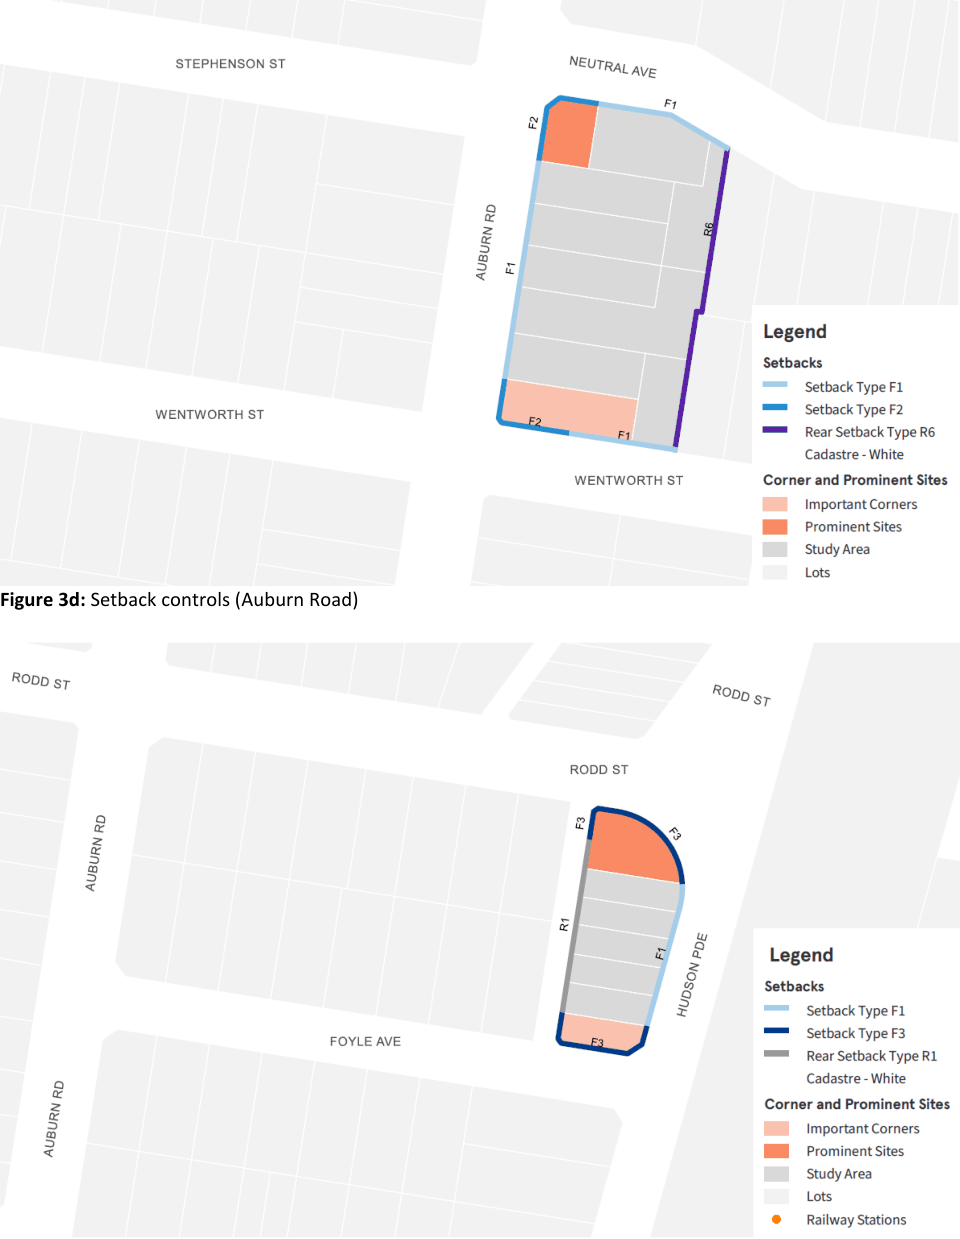 STEPHENSON ST
NEUTRAL AVE
F1
F2
AUBURN RD
R6
F1
Legend
Setbacks
Setback Type F1
Setback Type F2
Rear Setback Type R6
Cadastre - White
Corner and Prominent Sites
Important Corners
Prominent Sites
Study Area
Lots
WENTWORTH ST
F2
F1
WENTWORTH ST
Figure 3d: Setback controls (Auburn Road)
RODD ST
RODD ST
RODD ST
F3
F3
AUBURN RD
R1
F1
HUDSON PDE
FOYLE AVE
F3
AUBURN RD
Legend
Setbacks
Setback Type F1
Setback Type F3
Rear Setback Type R1
Cadastre - White
Corner and Prominent Sites
Important Corners
Prominent Sites
Study Area
Lots
Railway Stations